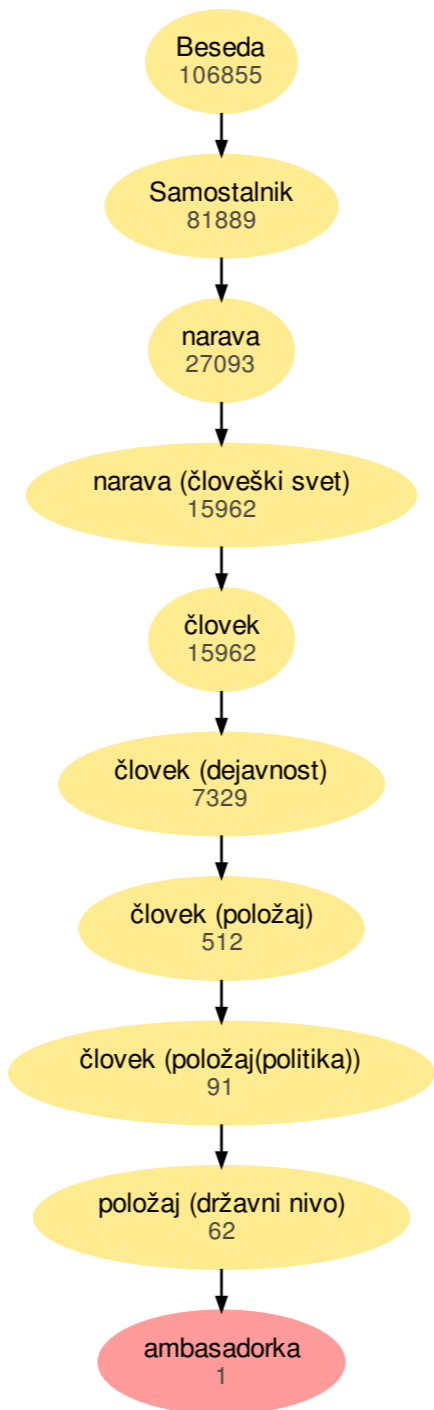 Beseda
106855
Samostalnik
81889
narava
27093
narava (človeški svet)
15962
človek
15962
človek (dejavnost)
7329
človek (položaj)
512
človek (položaj(politika))
91
položaj (državni nivo)
62
ambasadorka
1